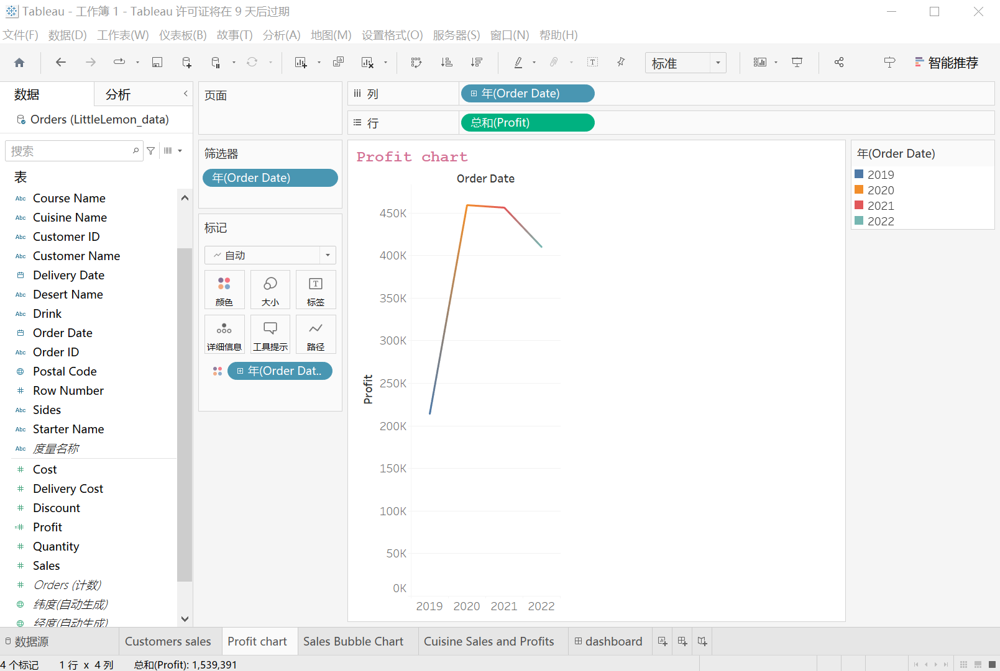 Tableau - 工作簿 1 - Tableau 许可证将在 9 天后过期
文件(F) 数据(D) 工作表(W) 仪表板(B) 故事(T) 分析(A) 地图(M) 设置格式(O) 服务器(S) 窗口(N) 帮助(H)
标准
智能推荐
数据
分析
Orders (LittleLemon_data)
搜索
表
Abc Course Name
Abc Cuisine Name
Abc Customer ID
Abc Customer Name
Delivery Date
Abc Desert Name
Abc Drink
Order Date
Abc Order ID
Postal Code
# Row Number
Abc Sides
Abc Starter Name
Abc 度量名称
# Cost
# Delivery Cost
# Discount
=# Profit
# Quantity
# Sales
# Orders (计数)
纬度(自动生成)
经度(自动生成)
页面
筛选器
年(Order Date)
标记
自动
颜色 大小 标签
详细信息 工具提示 路径
年(Order Dat..
列
年(Order Date)
行
总和(Profit)
Profit chart
Order Date
Profit
450K
400K
350K
300K
250K
200K
150K
100K
50K
0K
2019 2020 2021 2022
年(Order Date)
2019
2020
2021
2022
数据源 Customers sales Profit chart Sales Bubble Chart Cuisine Sales and Profits dashboard
4 个标记 1 行 x 4 列 总和(Profit): 1,539,391